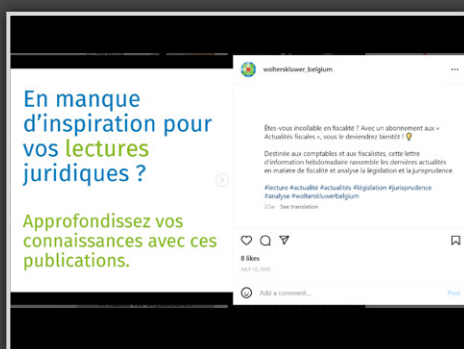 En manque
d'inspiration pour
vos lectures
juridiques ?
Approfondissez vos
connaissances avec ces
publications.
wolterskluwer_belgium
Êtes-vous incollable en fiscalité ? Avec un abonnement aux «
Actualités fiscales », vous le deviendrez bientôt !
Destinée aux comptables et aux fiscalistes, cette lettre
d'information hebdomadaire rassemble les dernières actualités
en matière de fiscalité et analyse la législation et la jurisprudence.
#lecture #actualité #actualités #législation #jurisprudence
#analyse #wolterskluwerbelgium
See translation
8 likes
JULY 12, 2022
Add a comment...
Post